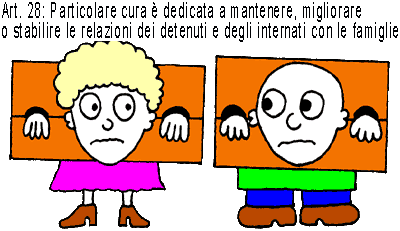 Art. 28: Particolare cura è dedicata a mantenere, migliorare
o stabilire le relazioni dei detenuti e degli internati con le famiglie